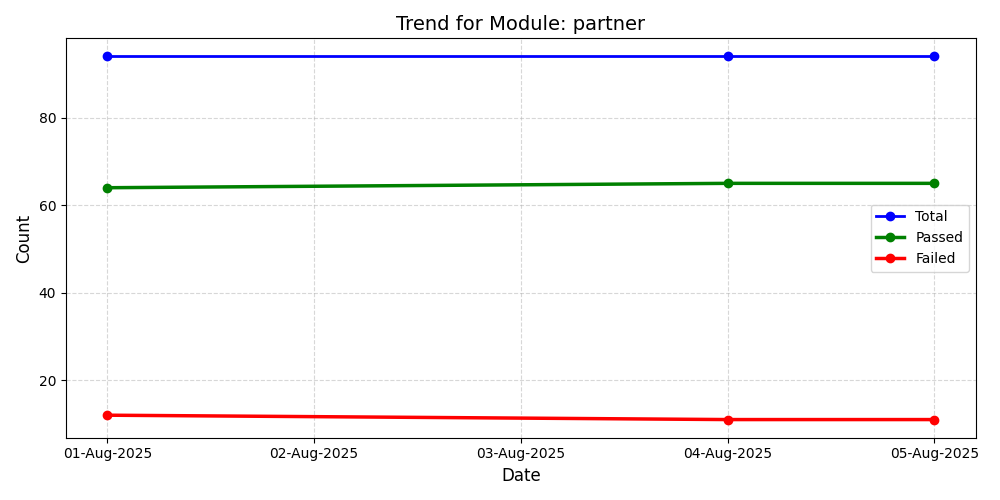 Trend for Module: partner
Count
80
60
40
20
Total
Passed
Failed
01-Aug-2025
02-Aug-2025
03-Aug-2025
04-Aug-2025
05-Aug-2025
Date